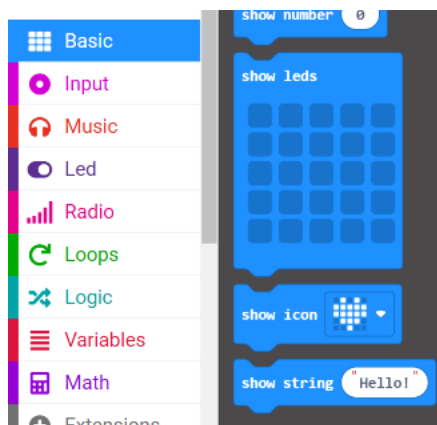 Basic
Input
Music
Led
Radio
Loops
Logic
Variables
Math
Extensions
show number 0
show leds
show icon
show string "Hello!"